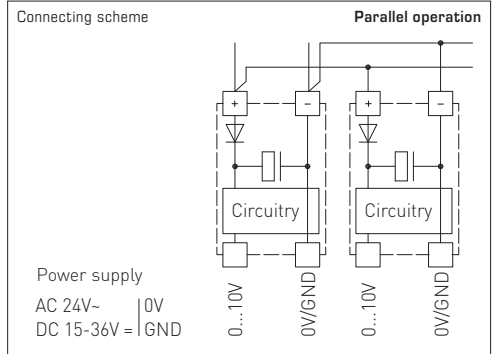 Connecting scheme Parallel operation
+ − + −
Circuitry Circuitry
Power supply
AC 24V~ 0V
DC 15-36V = GND
0...10V
0V/GND
0...10V
0V/GND